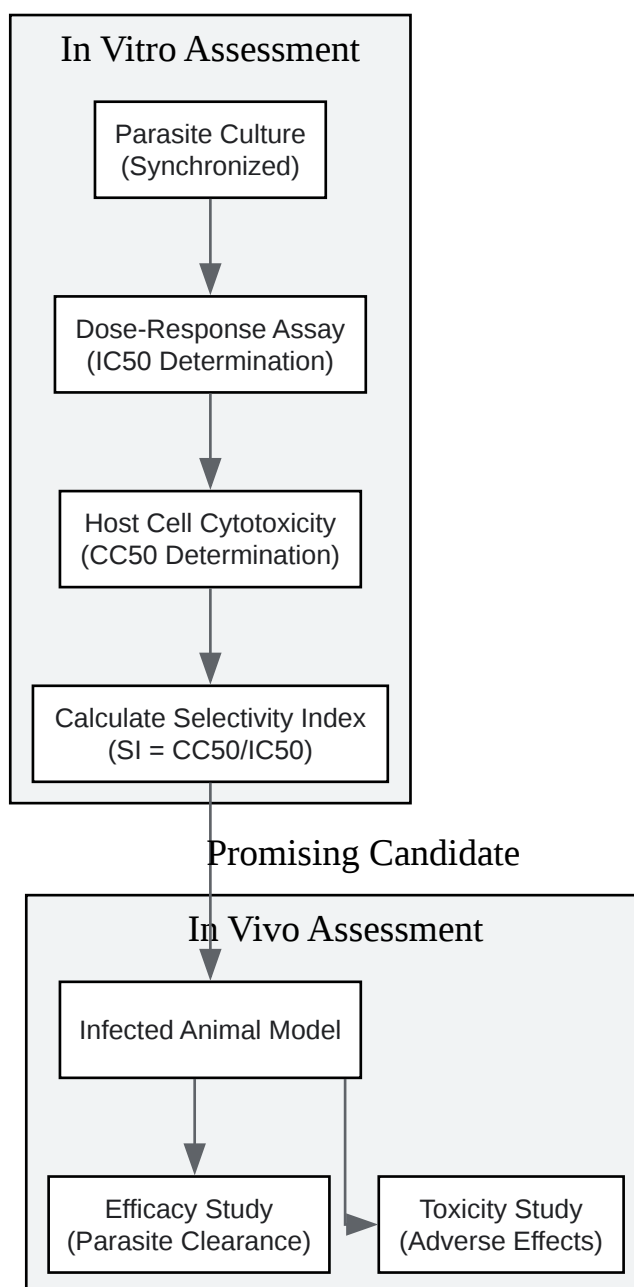 In Vitro Assessment
Parasite Culture
(Synchronized)
Dose-Response Assay
(IC50 Determination)
Host Cell Cytotoxicity
(CC50 Determination)
Calculate Selectivity Index
(SI = CC50/IC50)
Promising Candidate
In Vivo Assessment
Infected Animal Model
Efficacy Study
(Parasite Clearance)
Toxicity Study
(Adverse Effects)